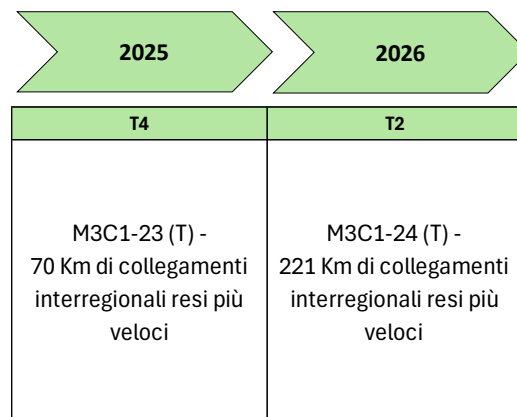 2025
2026
T4
T2
M3C1-23 (T) -
70 Km di collegamenti
interregionali resi più
veloci
M3C1-24 (T) -
221 Km di collegamenti
interregionali resi più
veloci